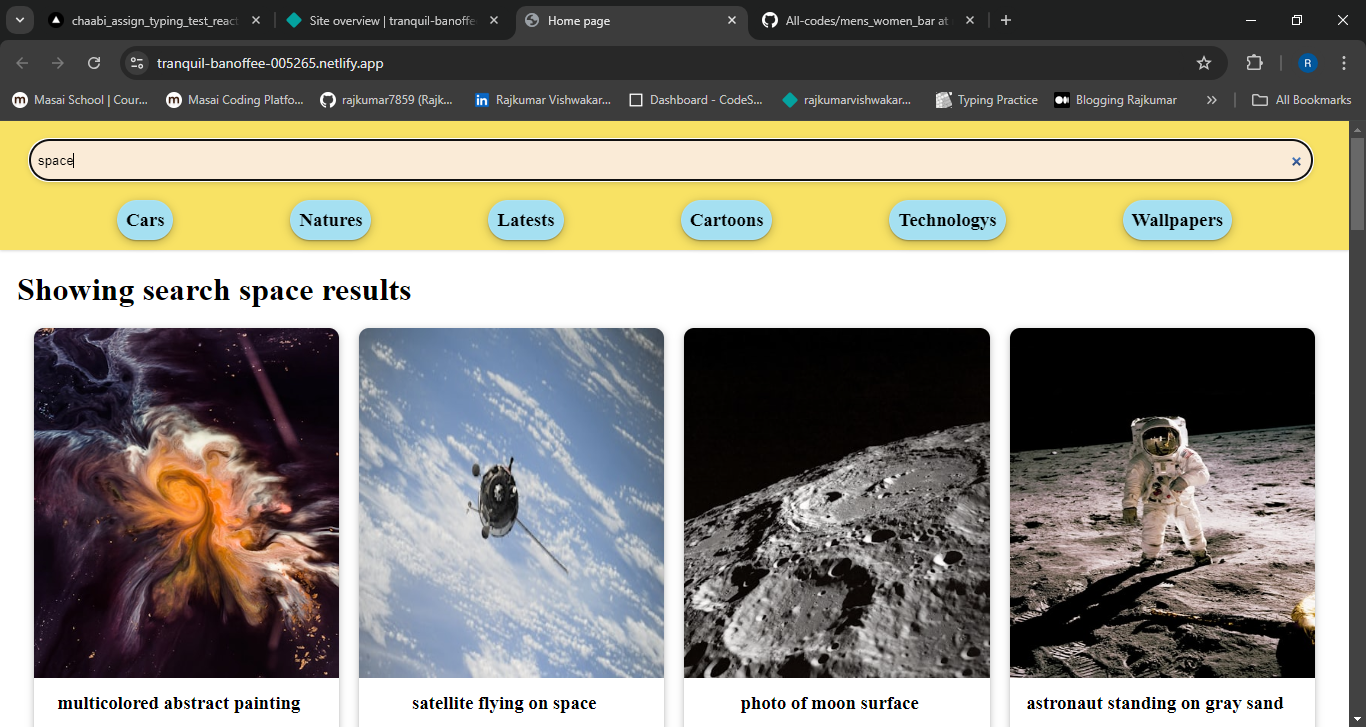 chaabi_assign_typing_test_react
Site overview | tranquil-banoffe
Home page
All-codes/mens_women_bar at
tranquil-banoffee-005265.netlify.app
R
Masai School | Cour...
Masai Coding Platfo...
rajkumar7859 (Rajk...
Rajkumar Vishwakar...
Dashboard - CodeS...
rajkumarvishwakar...
Typing Practice
Blogging Rajkumar
»
All Bookmarks
space
Cars
Natures
Latests
Cartoons
Technologys
Wallpapers
Showing search space results
multicolored abstract painting
satellite flying on space
photo of moon surface
astronaut standing on gray sand